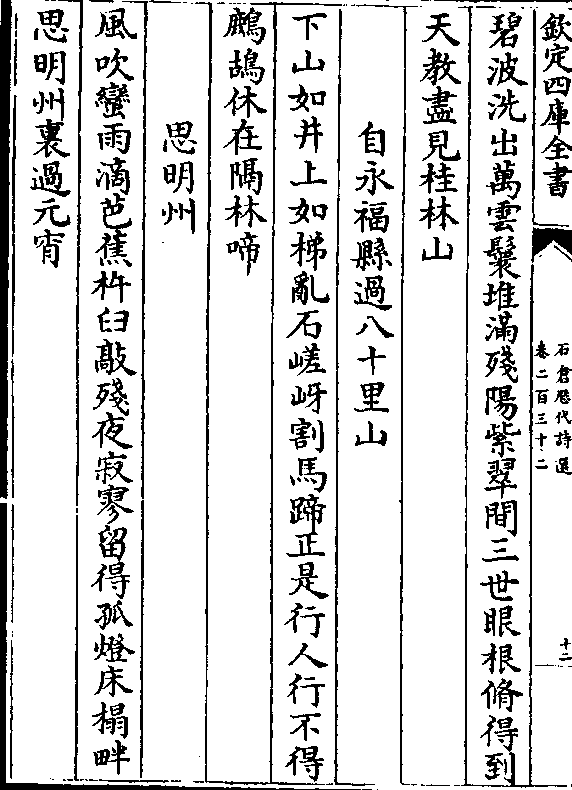 欽定四庫全書
石倉歷代詩選
卷二百三十二
十二
碧波洗出萬雲鬟堆滿殘陽紫翠間三世眼根脩得到
天教盡見桂林山
自永福縣過八十里山
下山如井上如梯亂石嵯岈割馬蹄正是行人行不得
鷓鴣休在隔林啼
思明州
風吹蠻雨滴芭蕉杵臼敲殘夜寂寥留得孤燈床榻畔
思明州裏過元宵